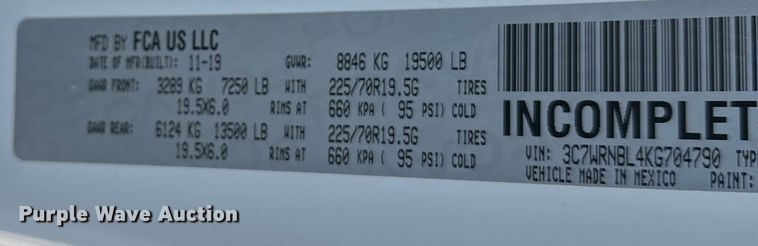 MFD BY FCA US LLC
DATE OF MFR(BUILT): 11-19 GVWR: 8846 KG 19500 LB
GAWR FRONT: 3289 KG 7250 LB WITH 225/70R19.5G TIRES
19.5X6.0 RIMS AT 660 KPA ( 95 PSI) COLD
GAWR REAR: 6124 KG 13500 LB WITH 225/70R19.5G TIRES
19.5X6.0 RIMS AT 660 KPA ( 95 PSI) COLD
INCOMPLET
VIN: 3C7WRNBL4KG704790 TYP
VEHICLE MADE IN MEXICO PAINT:
Purple Wave Auction